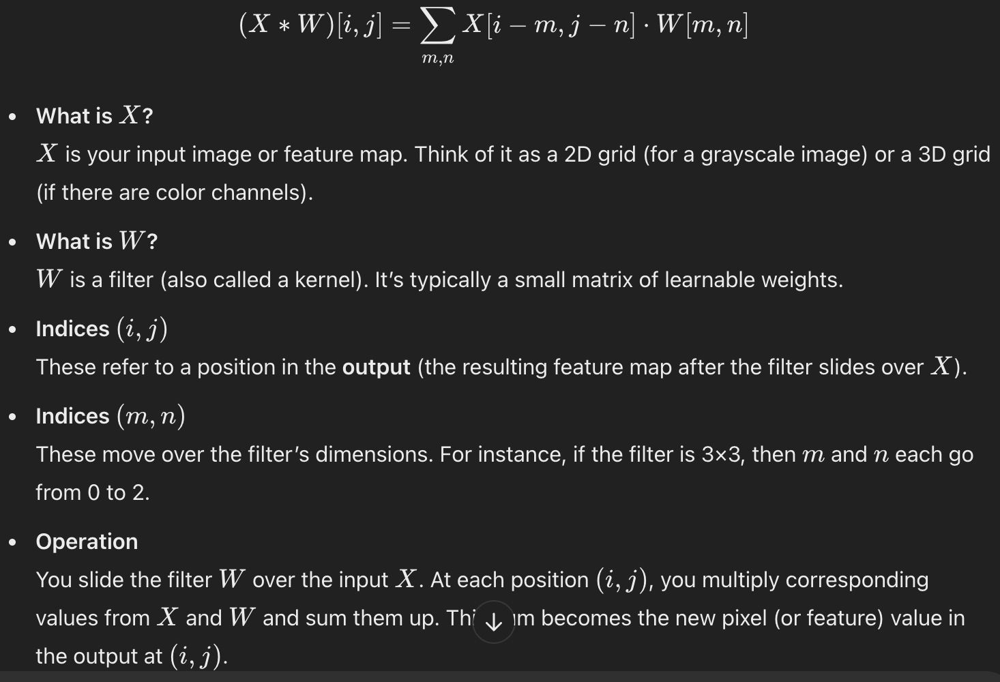 (X ∗ W)[i, j] = ∑ X[i − m, j − n] · W[m, n]
m,n
• What is X?
X is your input image or feature map. Think of it as a 2D grid (for a grayscale image) or a 3D grid
(if there are color channels).
• What is W?
W is a filter (also called a kernel). It’s typically a small matrix of learnable weights.
• Indices (i, j)
These refer to a position in the output (the resulting feature map after the filter slides over X).
• Indices (m, n)
These move over the filter’s dimensions. For instance, if the filter is 3×3, then m and n each go
from 0 to 2.
• Operation
You slide the filter W over the input X. At each position (i, j), you multiply corresponding
values from X and W and sum them up. becomes the new pixel (or feature) value in
the output at (i, j).